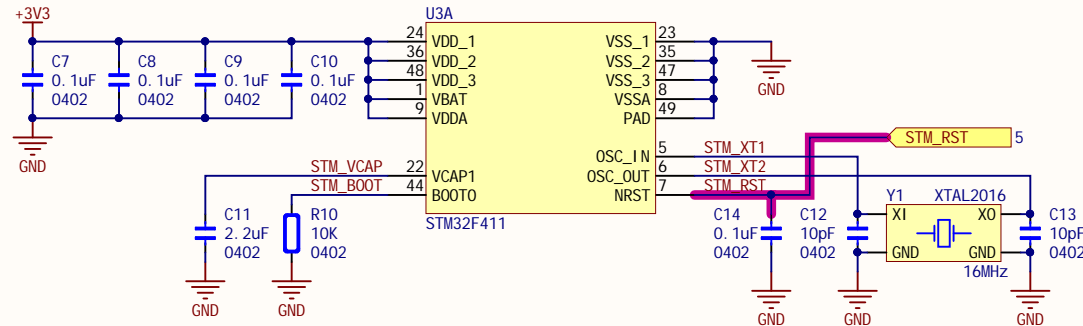 +3V3
C7
0.1uF
0402
C8
0.1uF
0402
C9
0.1uF
0402
C10
0.1uF
0402
GND
U3A
24 VDD_1 VSS_1 23
36 VDD_2 VSS_2 35
48 VDD_3 VSS_3 47
1 VBAT VSSA 8
9 VDDA PAD 49
OSC_IN 5 STM_XT1
STM_VCAP 22 VCAP1 OSC_OUT 6 STM_XT2
STM_BOOT 44 BOOT0 NRST 7 STM_RST
STM32F411
GND
STM_RST 5
C11
2.2uF
0402
GND
R10
10K
0402
GND
C14
0.1uF
0402
GND
C12
10pF
0402
GND
Y1 XTAL2016
XI XO
GND GND
16MHz
C13
10pF
0402
GND